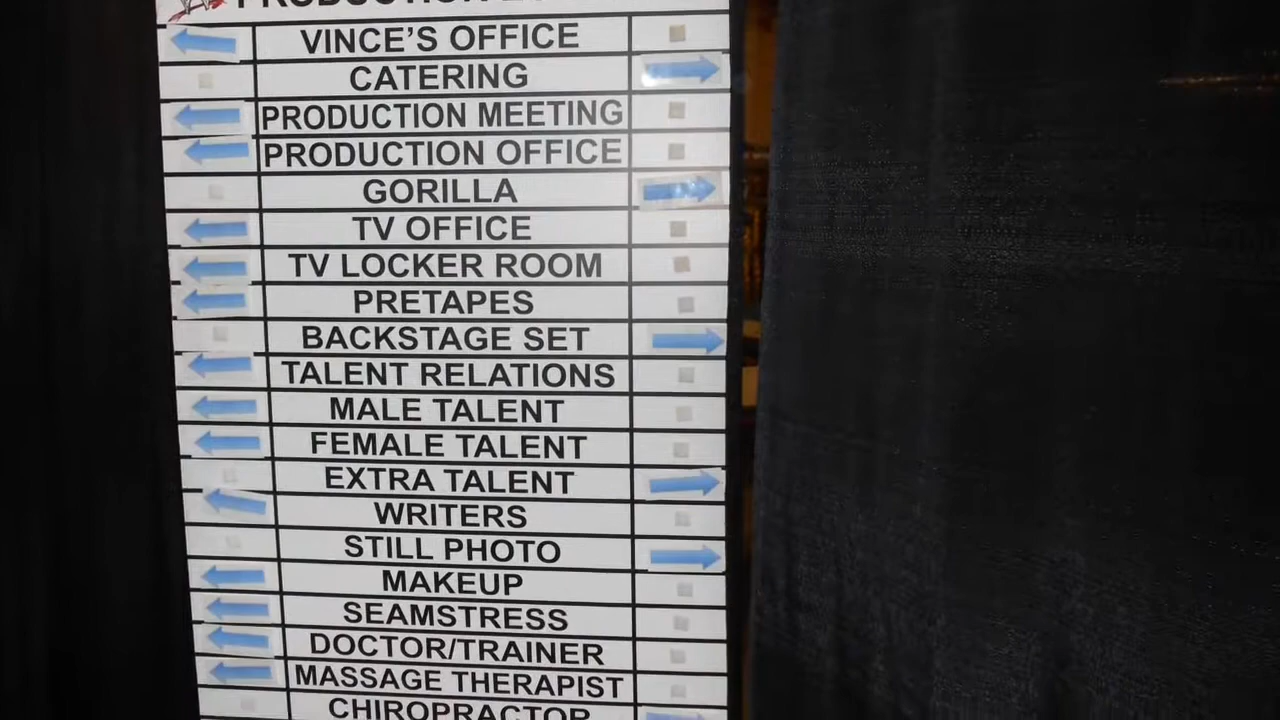 PRODUCTION
VINCE'S OFFICE
CATERING
PRODUCTION MEETING
PRODUCTION OFFICE
GORILLA
TV OFFICE
TV LOCKER ROOM
PRETAPES
BACKSTAGE SET
TALENT RELATIONS
MALE TALENT
FEMALE TALENT
EXTRA TALENT
WRITERS
STILL PHOTO
MAKEUP
SEAMSTRESS
DOCTOR/TRAINER
MASSAGE THERAPIST
CHIROPRACTOR